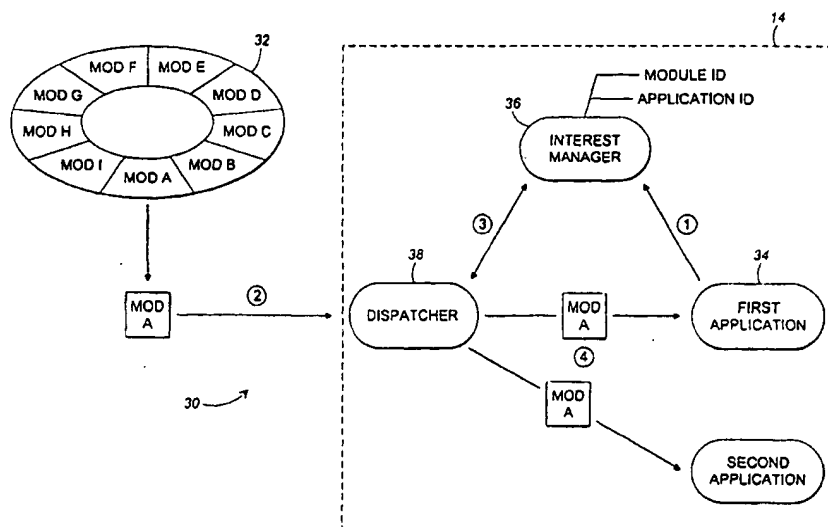 14
32
MOD F
MOD E
MOD G
MOD D
MOD H
MOD C
MOD I
MOD B
MOD A
MODULE ID
APPLICATION ID
36
INTEREST
MANAGER
3
1
38
34
MOD
A
2
DISPATCHER
MOD
A
FIRST
APPLICATION
4
MOD
A
30
SECOND
APPLICATION